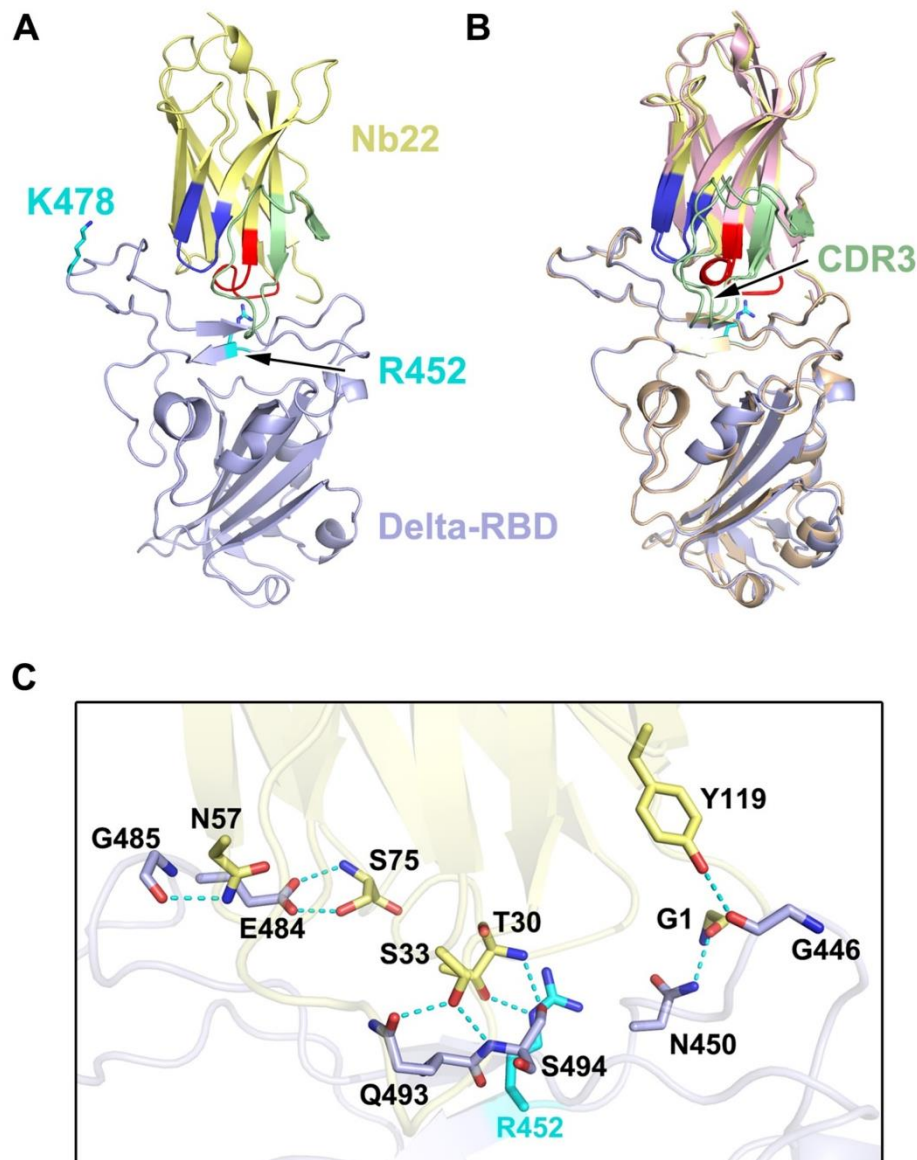 A
B
Nb22
K478
CDR3
R452
Delta-RBD
C
Y119
N57
G485
S75
E484
T30
G1
S33
G446
N450
S494
Q493
R452